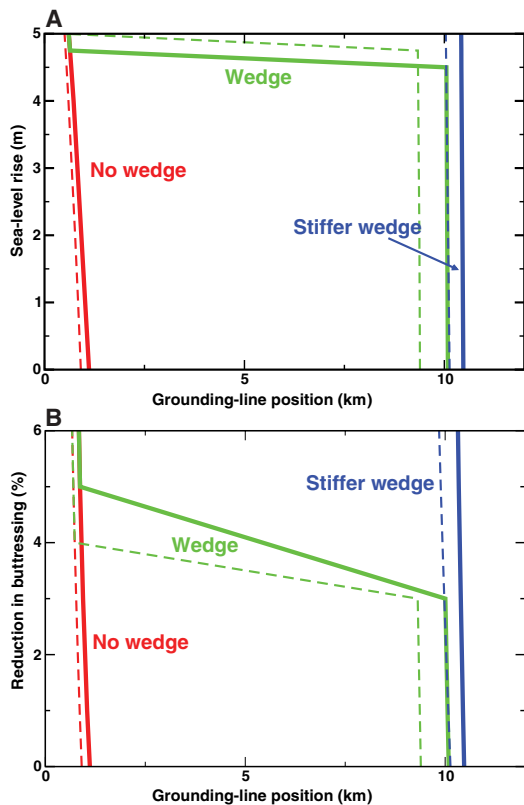 A
5
4
3
2
1
0
Sea-level rise (m)
Wedge
No wedge
Stiffer wedge
0
5
10
Grounding-line position (km)
B
6
4
2
0
Reduction in buttressing (%)
Stiffer wedge
Wedge
No wedge
0
5
10
Grounding-line position (km)